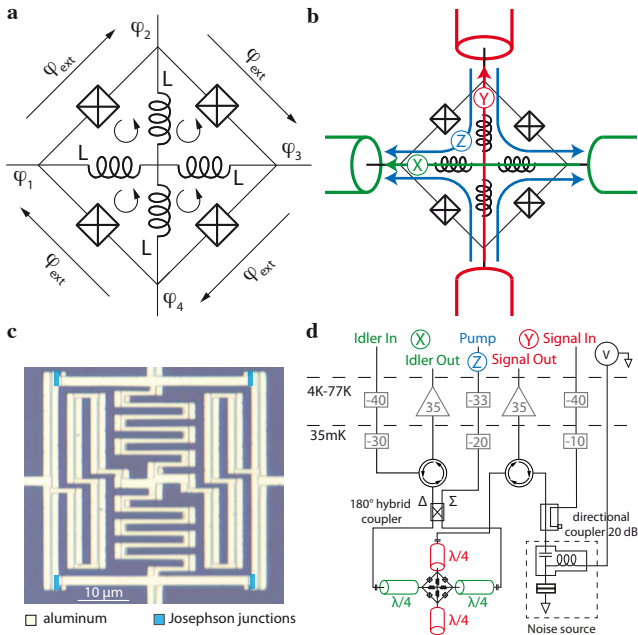 a
φ₂
φext
φext
L
L
φ₁
L
φ₃
L
φext
φext
φ₄
b
Y
Z
X
c
10 μm
aluminum
Josephson junctions
d
Idler In
X
Pump
Y
Signal In
V
Idler Out
Z
Signal Out
4K-77K
-40
35
-33
35
-40
35mK
-30
-20
-10
180° hybrid
coupler
Δ
Σ
directional
coupler 20 dB
λ/4
λ/4
λ/4
λ/4
Noise source